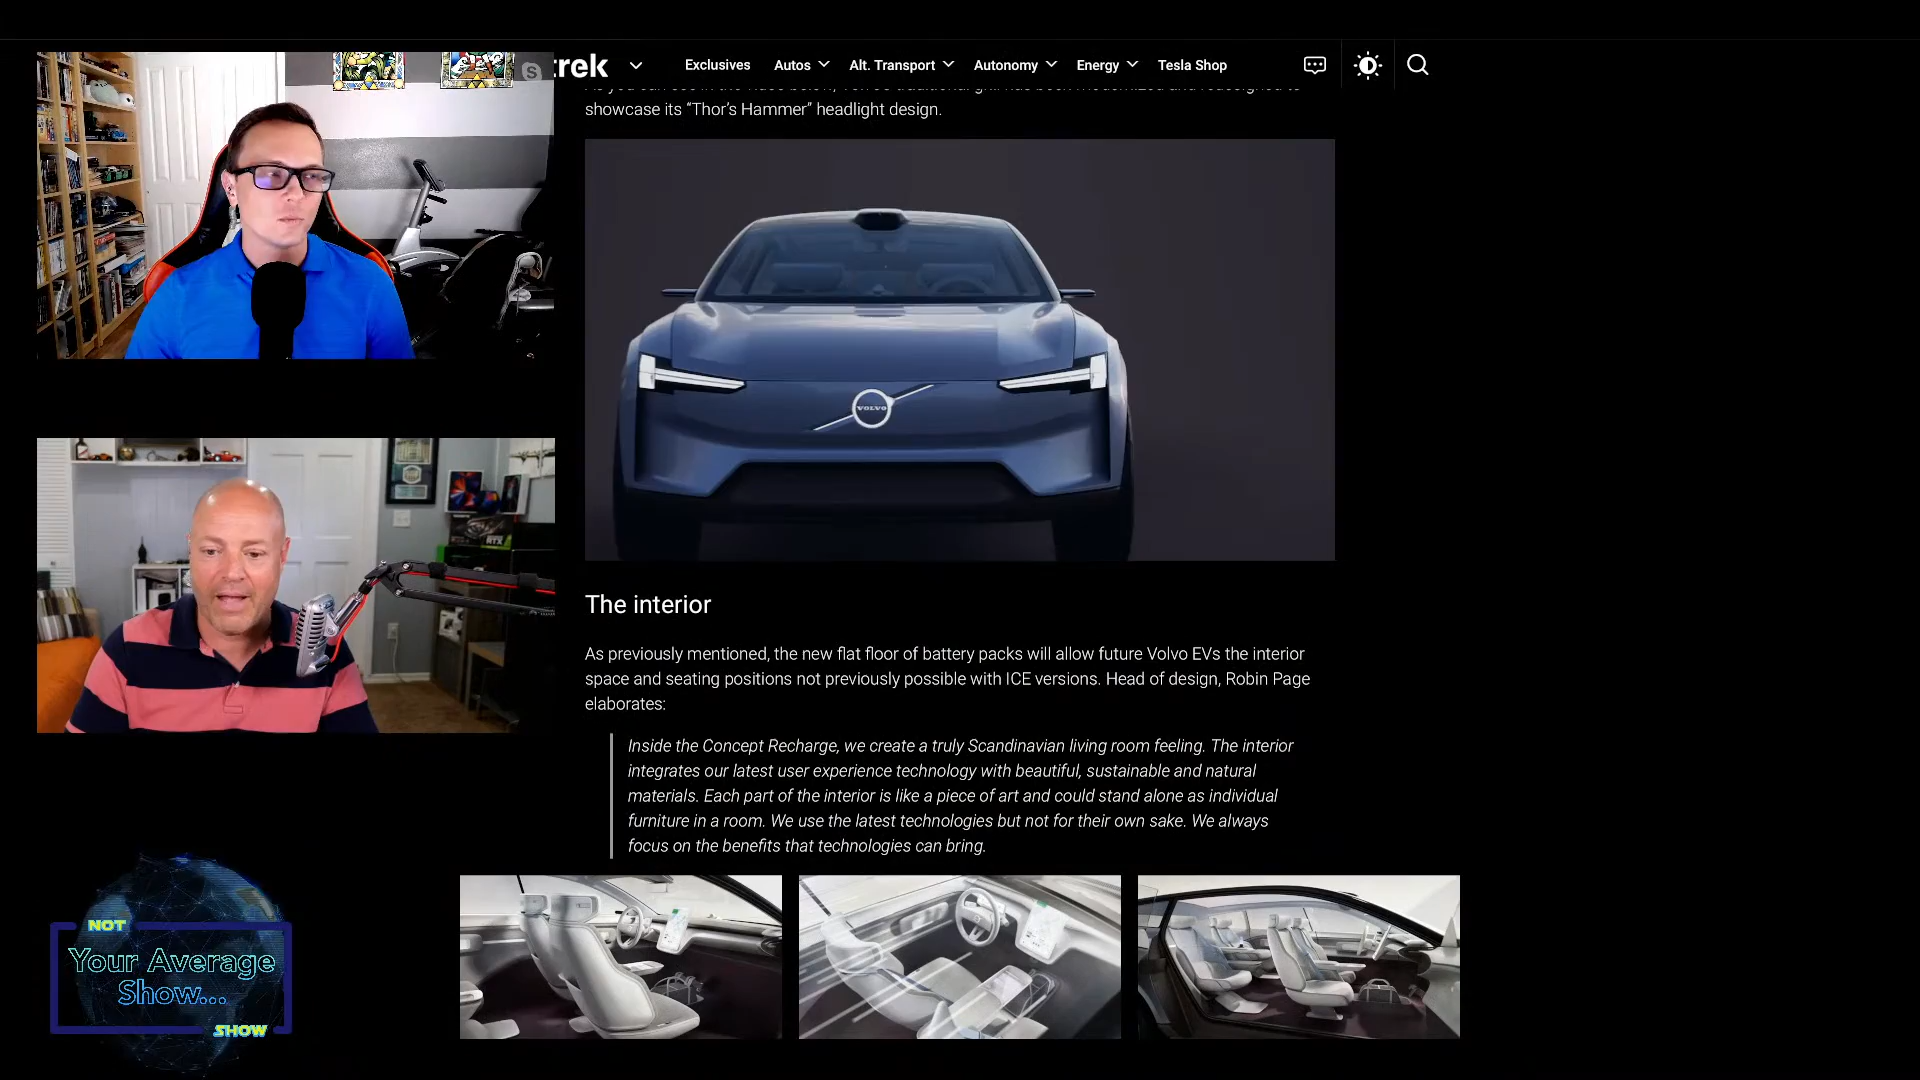 trek
Exclusives
Autos
Alt. Transport
Autonomy
Energy
Tesla Shop
showcase its “Thor’s Hammer” headlight design.
VOLVO
The interior
As previously mentioned, the new flat floor of battery packs will allow future Volvo EVs the interior
space and seating positions not previously possible with ICE versions. Head of design, Robin Page
elaborates:
Inside the Concept Recharge, we create a truly Scandinavian living room feeling. The interior
integrates our latest user experience technology with beautiful, sustainable and natural
materials. Each part of the interior is like a piece of art and could stand alone as individual
furniture in a room. We use the latest technologies but not for their own sake. We always
focus on the benefits that technologies can bring.
RTX
NOT
Your Average
Show...
SHOW